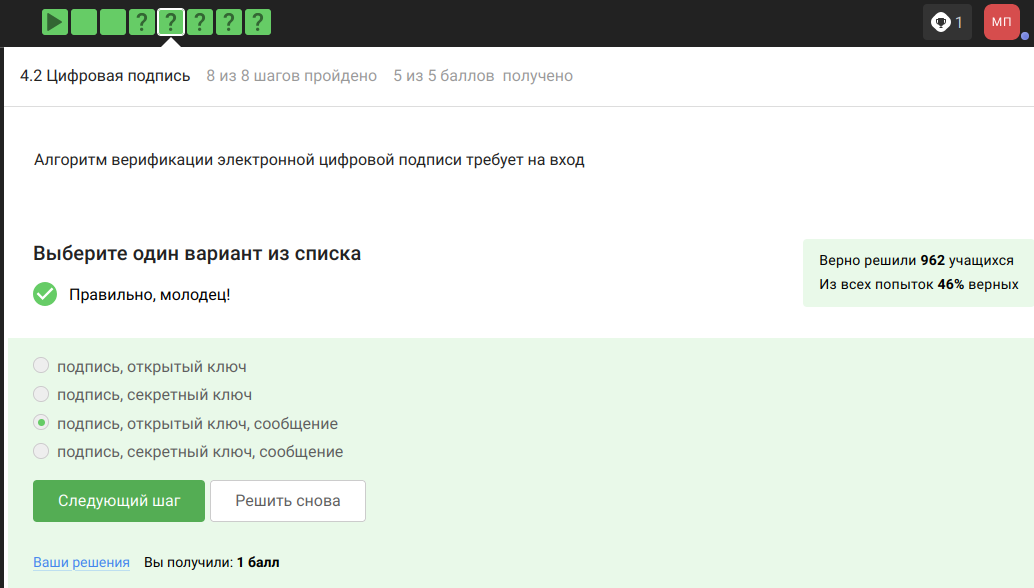 ? ? ? ? ?
1
МП
4.2 Цифровая подпись 8 из 8 шагов пройдено 5 из 5 баллов получено
Алгоритм верификации электронной цифровой подписи требует на вход
Выберите один вариант из списка
Правильно, молодец!
Верно решили 962 учащихся
Из всех попыток 46% верных
подпись, открытый ключ
подпись, секретный ключ
подпись, открытый ключ, сообщение
подпись, секретный ключ, сообщение
Следующий шаг Решить снова
Ваши решения Вы получили: 1 балл